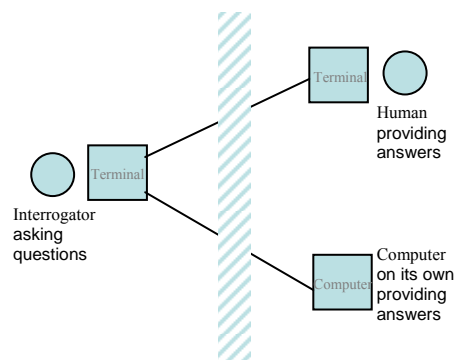 Terminal
Human
providing
answers
Terminal
Interrogator
asking
questions
Computer
Computer
on its own
providing
answers